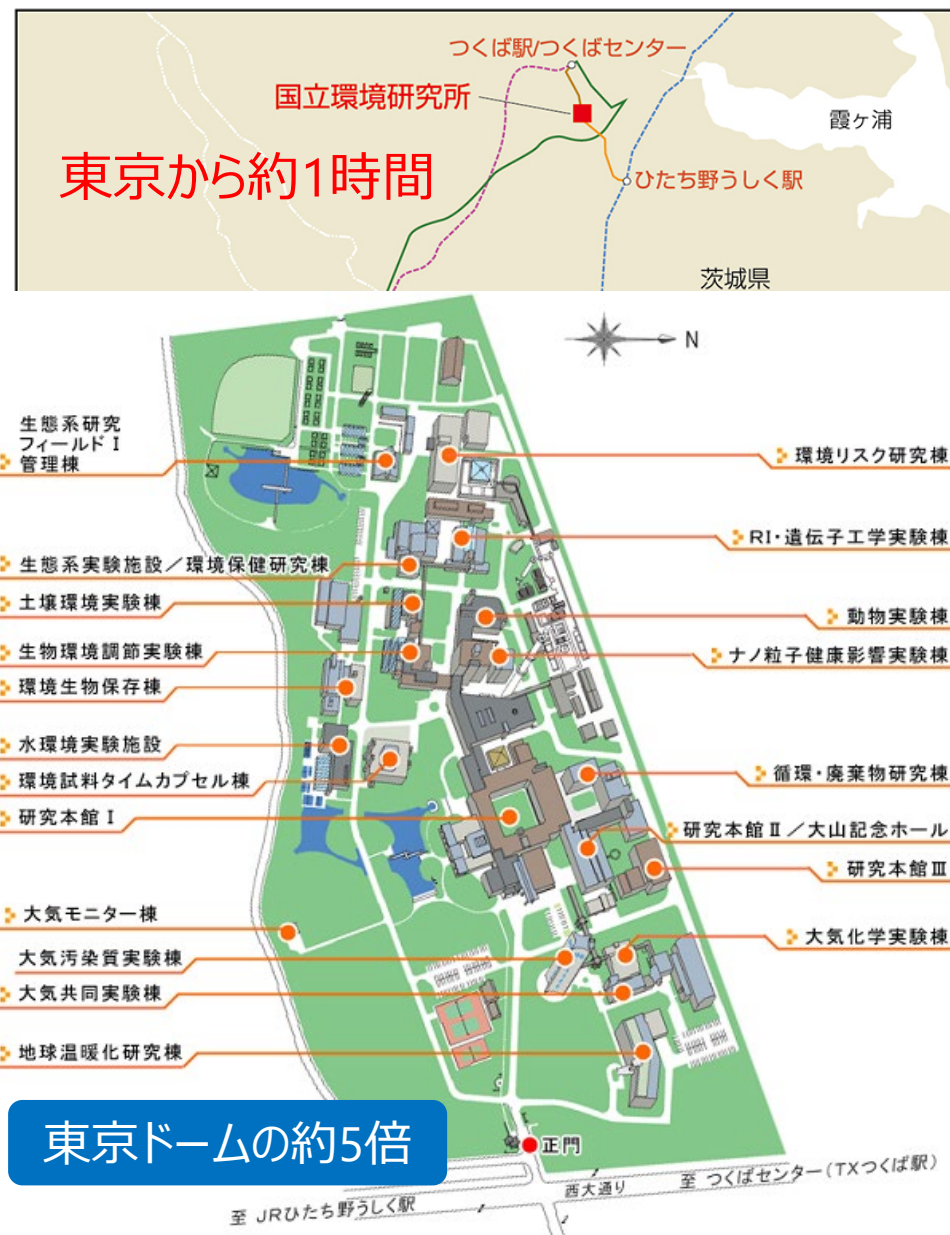 つくば駅/つくばセンター
国立環境研究所
霞ヶ浦
東京から約1時間
ひたち野うしく駅
茨城県
N
生態系研究
フィールドⅠ
管理棟
環境リスク研究棟
RI・遺伝子工学実験棟
生態系実験施設／環境保健研究棟
土壌環境実験棟
動物実験棟
生物環境調節実験棟
ナノ粒子健康影響実験棟
環境生物保存棟
水環境実験施設
環境試料タイムカプセル棟
循環・廃棄物研究棟
研究本館Ⅰ
研究本館Ⅱ／大山記念ホール
研究本館Ⅲ
大気モニター棟
大気化学実験棟
大気汚染質実験棟
大気共同実験棟
地球温暖化研究棟
東京ドームの約5倍
正門
西大通り
至 つくばセンター(TXつくば駅)
至 JRひたち野うしく駅